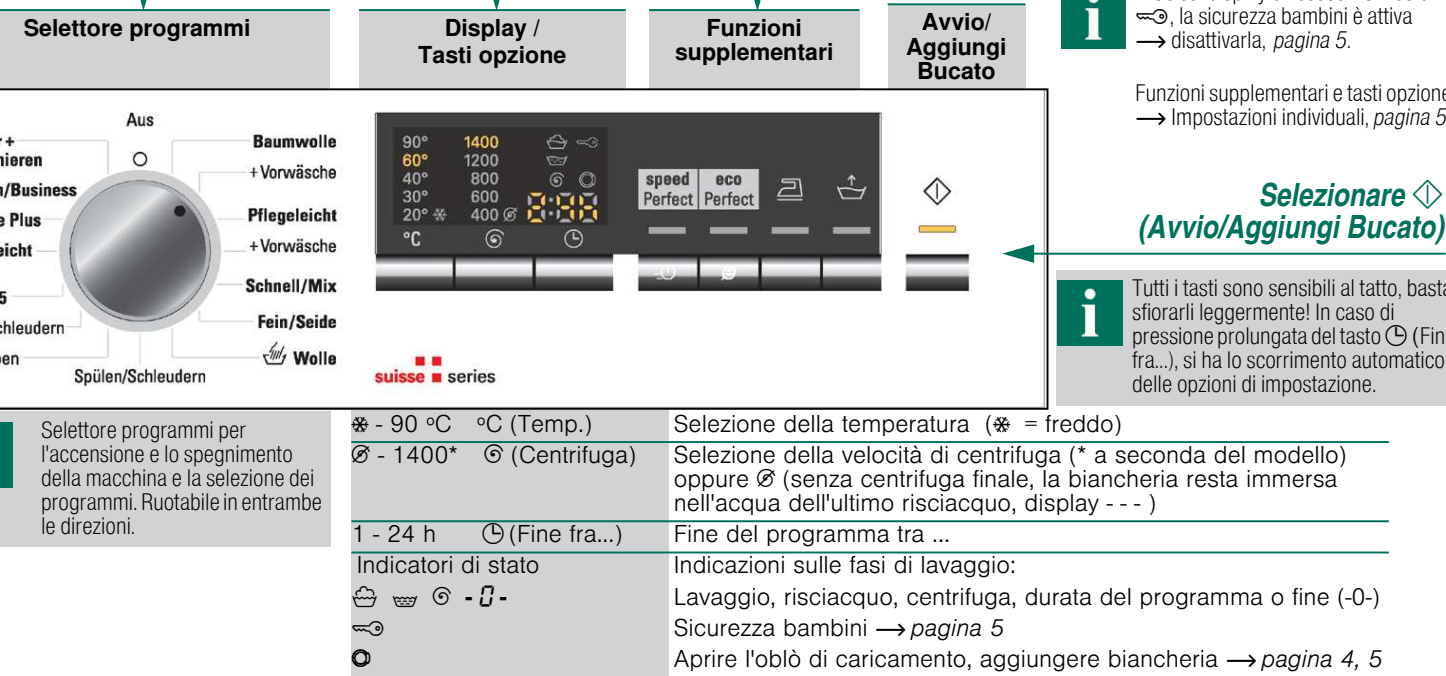 Selettore programmi
Display /
Tasti opzione
Funzioni
supplementari
Avvio/
Aggiungi
Bucato
, la sicurezza bambini è attiva
→ disattivarla, pagina 5.
Funzioni supplementari e tasti opzione
→ Impostazioni individuali, pagina 5
Selezionare
(Avvio/Aggiungi Bucato)
Tutti i tasti sono sensibili al tatto, basta
sfiorarli leggermente! In caso di
pressione prolungata del tasto (Fine
fra...), si ha lo scorrimento automatico
delle opzioni di impostazione.
Aus
Baumwolle
+ Vorwäsche
Pflegeleicht
+ Vorwäsche
Schnell/Mix
Fein/Seide
Wolle
Spülen/Schleudern
/Business
Plus
90° 1400
60° 1200
40° 800
30° 600
20° 400
8:88
°C
speed
Perfect
eco
Perfect
suisse series
Selettore programmi per
l'accensione e lo spegnimento
della macchina e la selezione dei
programmi. Ruotabile in entrambe
le direzioni.
❄ - 90 °C °C (Temp.) Selezione della temperatura (❄ = freddo)
- 1400* (Centrifuga) Selezione della velocità di centrifuga (* a seconda del modello)
oppure (senza centrifuga finale, la biancheria resta immersa
nell'acqua dell'ultimo risciacquo, display - - - )
1 - 24 h (Fine fra...) Fine del programma tra ...
Indicatori di stato Indicazioni sulle fasi di lavaggio:
-0- Lavaggio, risciacquo, centrifuga, durata del programma o fine (-0-)
Sicurezza bambini → pagina 5
Aprire l'oblò di caricamento, aggiungere biancheria → pagina 4, 5